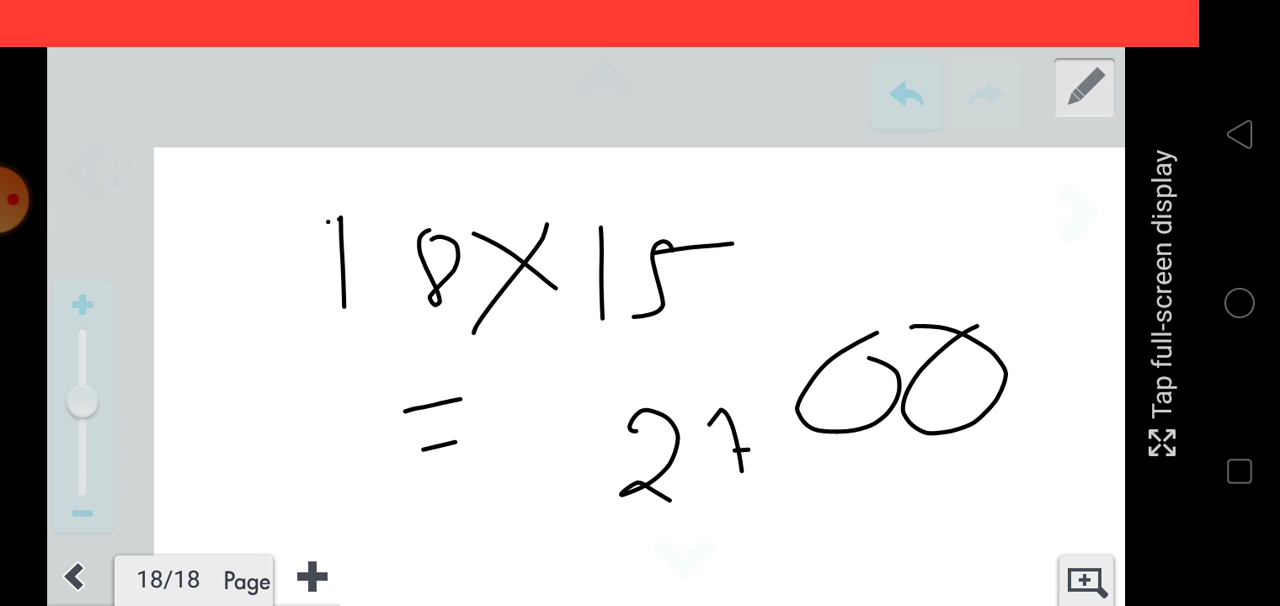 18X15
= 2700
18/18 Page
Tap full-screen display